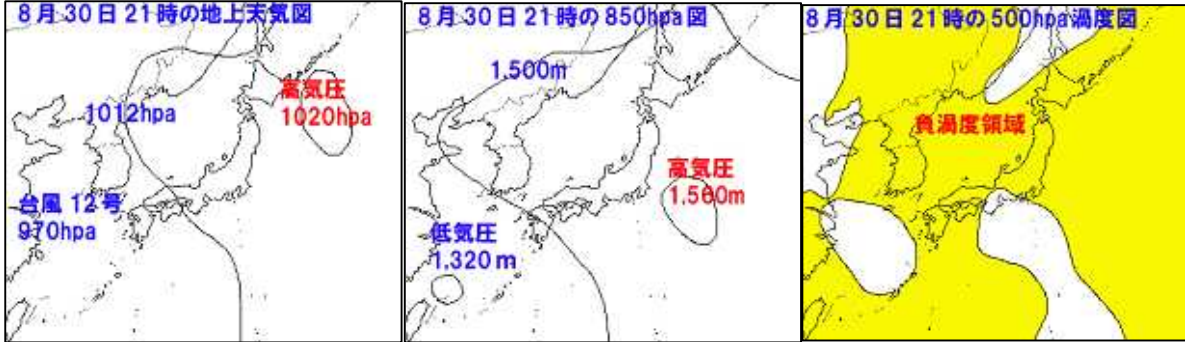 8月30日21時の地上天気図
高気圧
1020hpa
1012hpa
台風12号
970hpa
8月30日21時の850hpa図
1,500m
高気圧
1,560m
低気圧
1,320m
8月30日21時の500hpa渦度図
負渦度領域